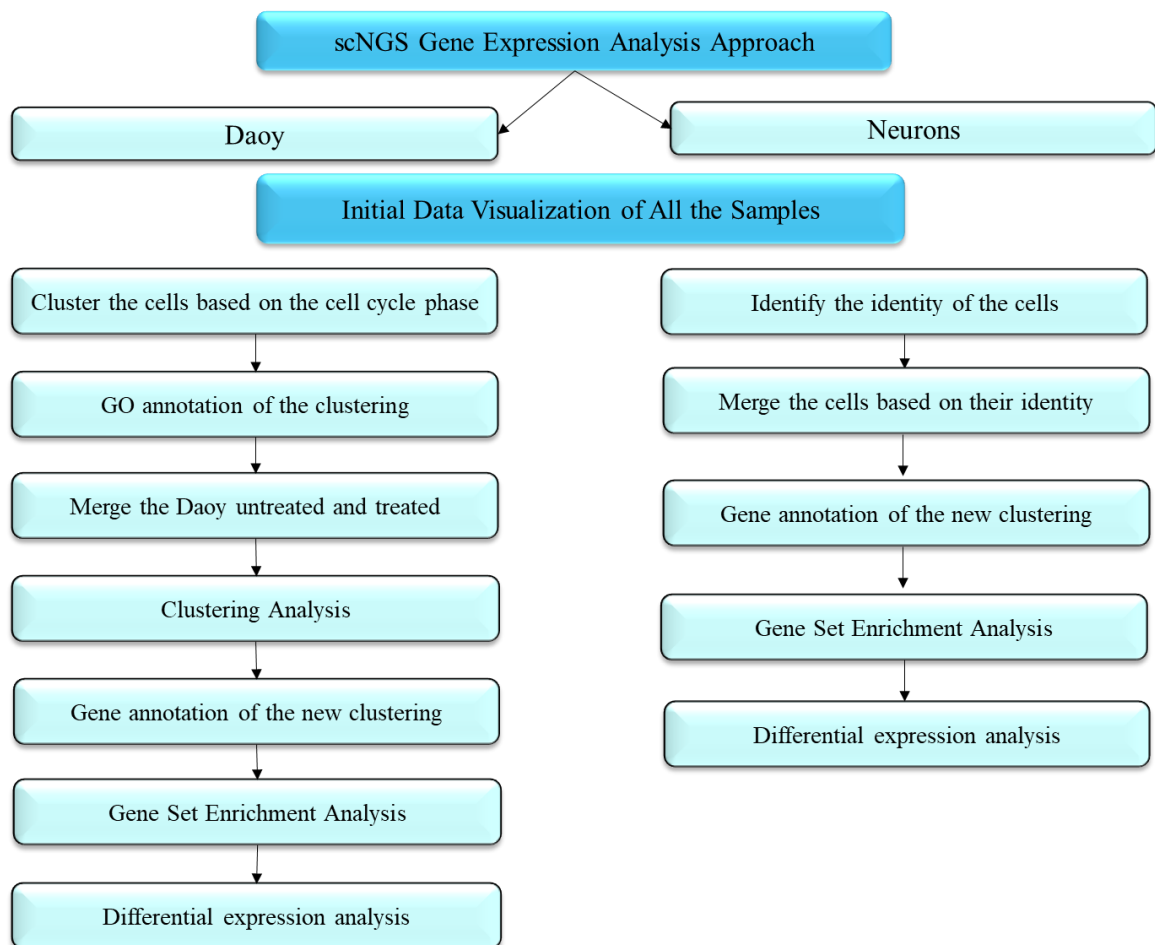 scNGS Gene Expression Analysis Approach
Daoy
Neurons
Initial Data Visualization of All the Samples
Cluster the cells based on the cell cycle phase
GO annotation of the clustering
Merge the Daoy untreated and treated
Clustering Analysis
Gene annotation of the new clustering
Gene Set Enrichment Analysis
Differential expression analysis
Identify the identity of the cells
Merge the cells based on their identity
Gene annotation of the new clustering
Gene Set Enrichment Analysis
Differential expression analysis